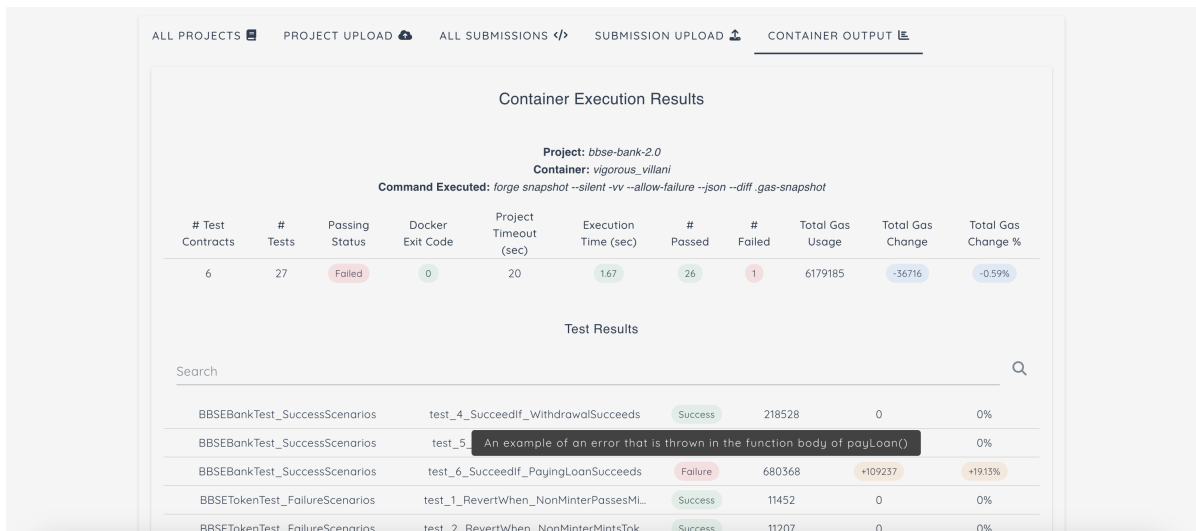 ALL PROJECTS PROJECT UPLOAD ALL SUBMISSIONS SUBMISSION UPLOAD CONTAINER OUTPUT
Container Execution Results
Project: bbse-bank-2.0
Container: vigorous_villani
Command Executed: forge snapshot --silent -vv --allow-failure --json --diff .gas-snapshot
# Test Contracts # Tests Passing Status Docker Exit Code Project Timeout (sec) Execution Time (sec) # Passed # Failed Total Gas Usage Total Gas Change Total Gas Change %
6 27 Failed 0 20 1.67 26 1 6179185 -36716 -0.59%
Test Results
Search
BBSEBankTest_SuccessScenarios test_4_SucceedIf_WithdrawalSucceeds Success 218528 0 0%
BBSEBankTest_SuccessScenarios test_5_ An example of an error that is thrown in the function body of payLoan() 0%
BBSEBankTest_SuccessScenarios test_6_SucceedIf_PayingLoanSucceeds Failure 680368 +109237 +19.13%
BBSETokenTest_FailureScenarios test_1_RevertWhen_NonMinterPassesMi... Success 11452 0 0%
BBSETokenTest_FailureScenarios test_2_RevertWhen_NonMinterMintsTok... Success 11207 0 0%